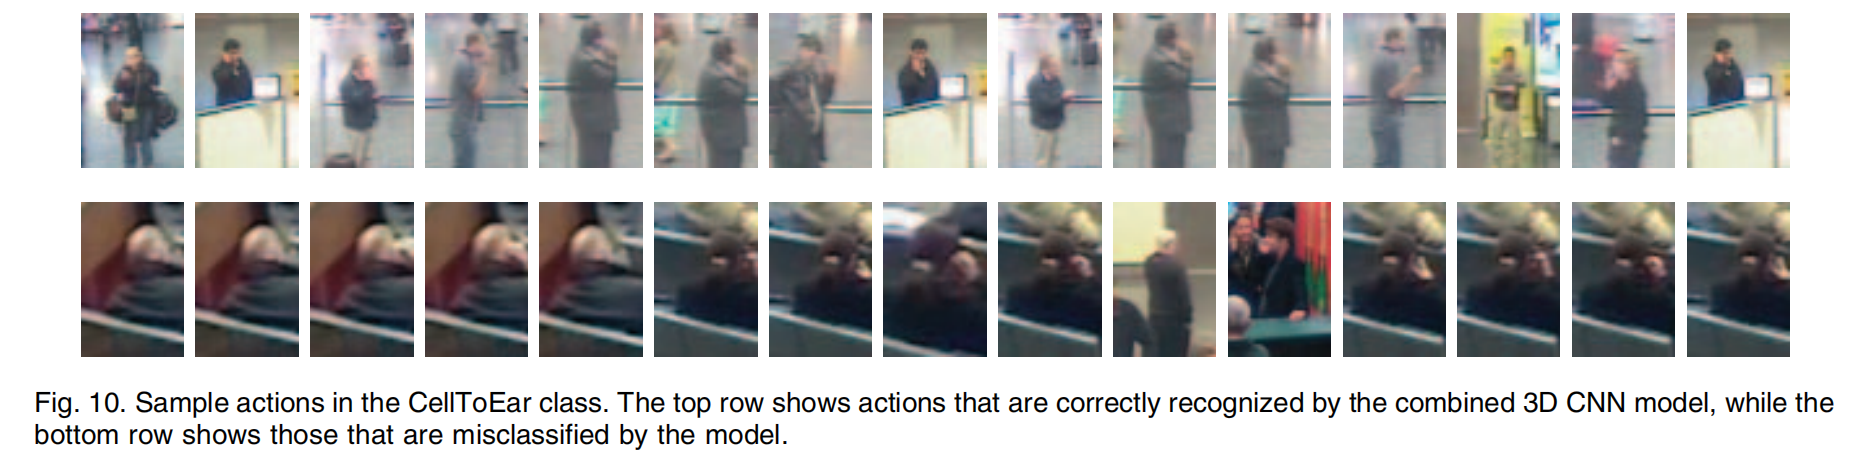 Fig. 10. Sample actions in the CellToEar class. The top row shows actions that are correctly recognized by the combined 3D CNN model, while the
bottom row shows those that are misclassified by the model.